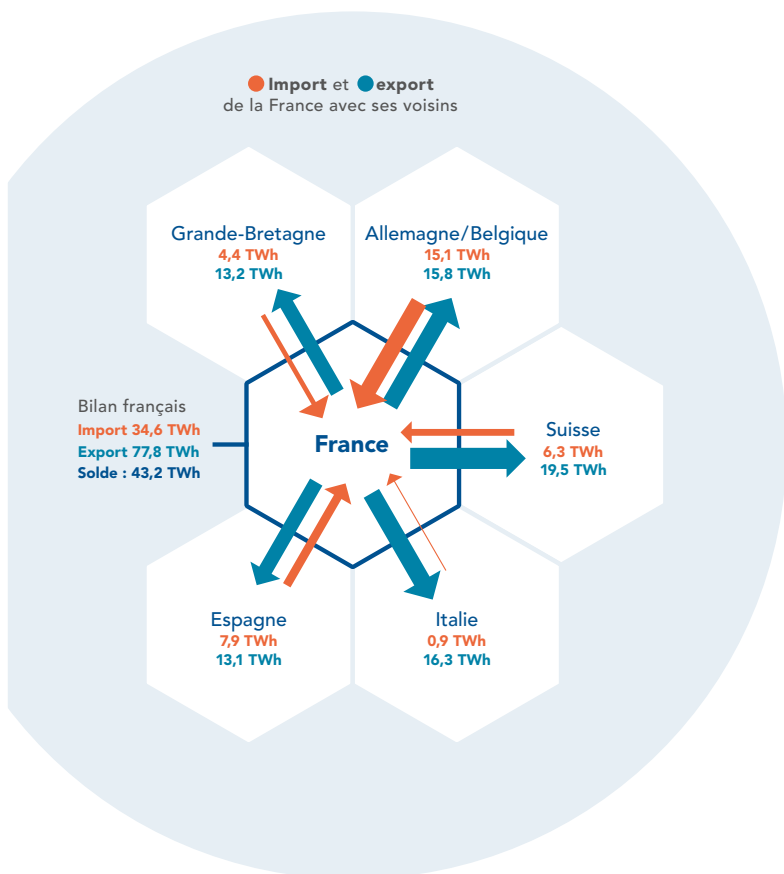 Import et export
de la France avec ses voisins
Grande-Bretagne
4,4 TWh
13,2 TWh
Allemagne/Belgique
15,1 TWh
15,8 TWh
Bilan français
Import 34,6 TWh
Export 77,8 TWh
Solde : 43,2 TWh
France
Suisse
6,3 TWh
19,5 TWh
Espagne
7,9 TWh
13,1 TWh
Italie
0,9 TWh
16,3 TWh